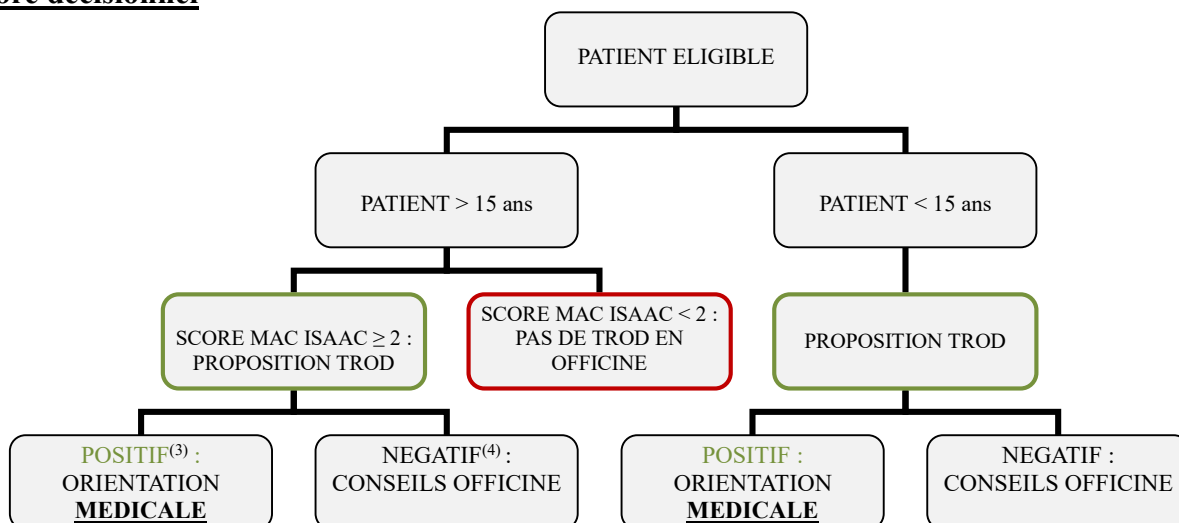 décisionnel
PATIENT ELIGIBLE
PATIENT > 15 ans
PATIENT < 15 ans
SCORE MAC ISAAC ≥ 2 :
PROPOSITION TROD
SCORE MAC ISAAC < 2 :
PAS DE TROD EN
OFFICINE
PROPOSITION TROD
POSITIF(3) :
ORIENTATION
MEDICALE
NEGATIF(4) :
CONSEILS OFFICINE
POSITIF :
ORIENTATION
MEDICALE
NEGATIF :
CONSEILS OFFICINE